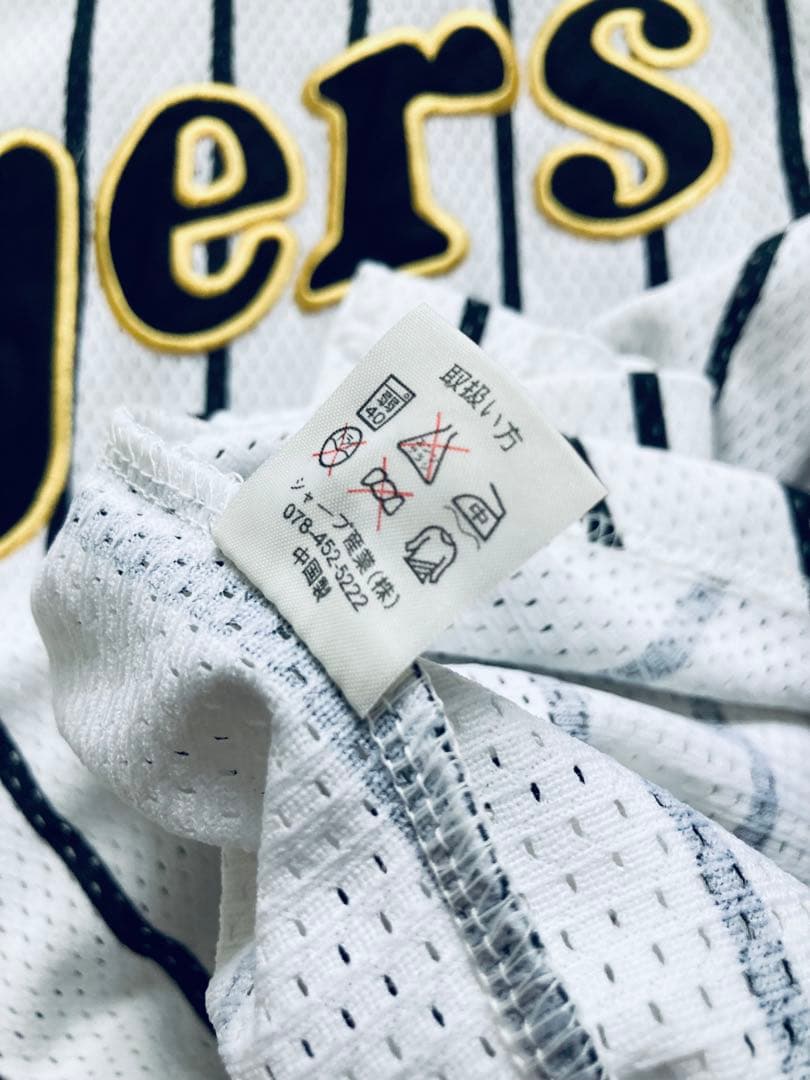 gers
取扱い方
弱
40
中
シャープ産業(株)
078-452-5222
中国製